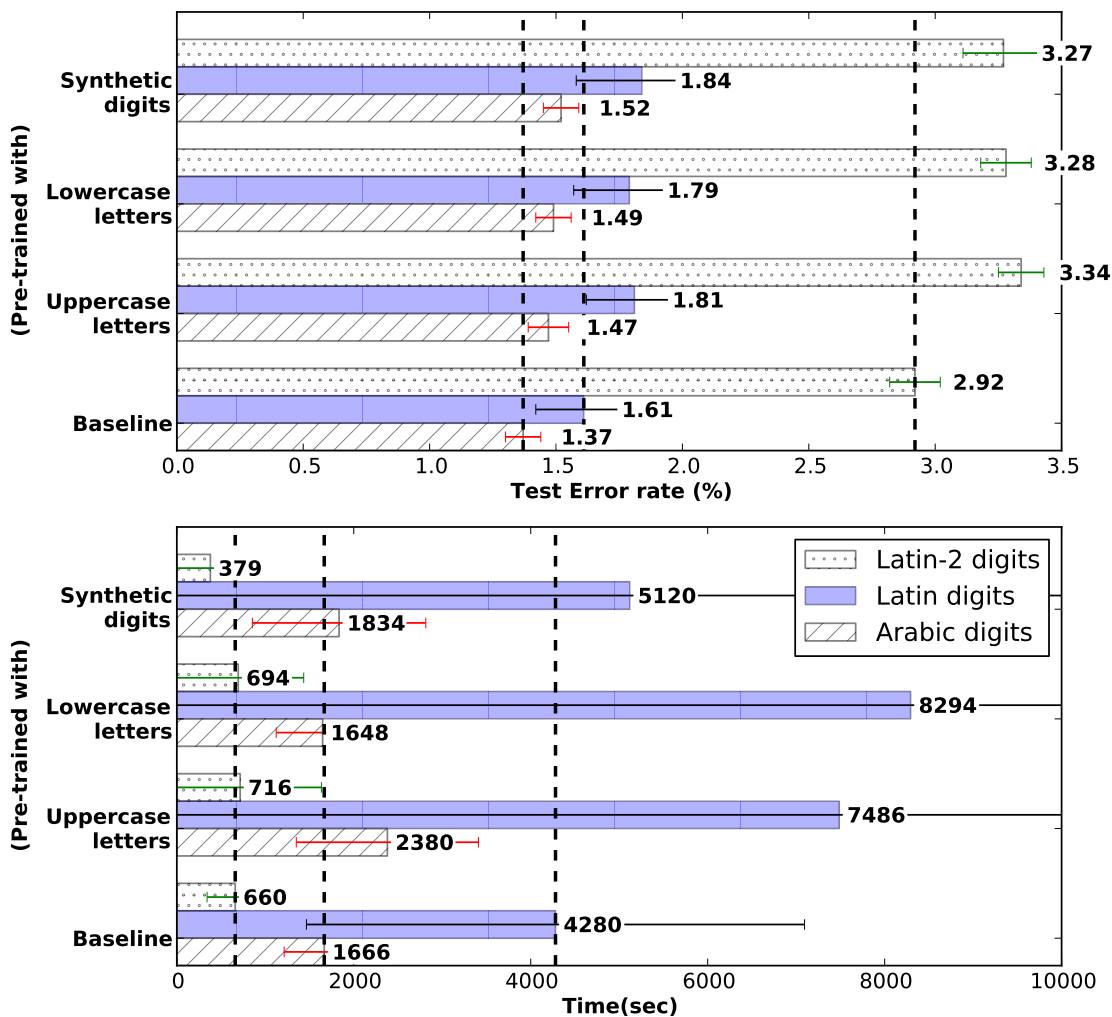 (Pre-trained with)
3.27
Synthetic
digits
1.84
1.52
3.28
Lowercase
letters
1.79
1.49
3.34
Uppercase
letters
1.81
1.47
2.92
Baseline
1.61
1.37
0.0 0.5 1.0 1.5 2.0 2.5 3.0 3.5
Test Error rate (%)
(Pre-trained with)
Latin-2 digits
Latin digits
Arabic digits
379
Synthetic
digits
5120
1834
694
Lowercase
letters
8294
1648
716
Uppercase
letters
7486
2380
660
Baseline
4280
1666
0 2000 4000 6000 8000 10000
Time(sec)